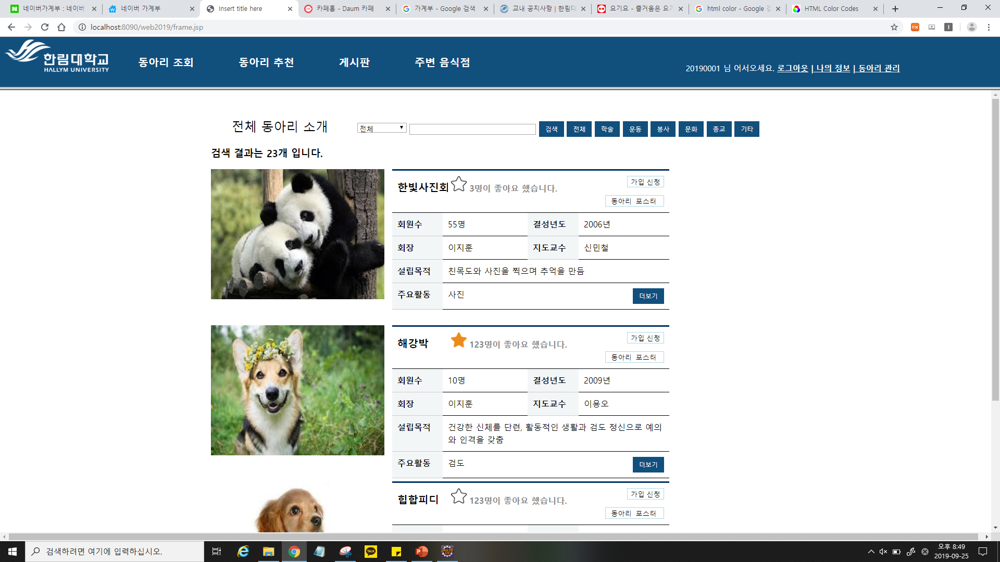 네이버가계부 : 네이버
네이버 가계부
Insert title here
카페홈 - Daum 카페
가계부 - Google 검색
교내 공지사항 | 한림대
요기요 - 즐거움은 요기
html color - Google 검
HTML Color Codes
localhost:8090/web2019/frame.jsp
한림대학교
HALLYM UNIVERSITY
동아리 조회 동아리 추천 게시판 주변 음식점
20190001 님 어서오세요. 로그아웃 | 나의 정보 | 동아리 관리
전체 동아리 소개 전체 검색 전체 학술 운동 봉사 문화 종교 기타
검색 결과는 23개 입니다.
한빛사진회 3명이 좋아요 했습니다. 가입 신청
동아리 포스터
회원수 55명 결성년도 2006년
회장 이지훈 지도교수 신민철
설립목적 친목도와 사진을 찍으며 추억을 만듬
주요활동 사진 더보기
해강박 123명이 좋아요 했습니다. 가입 신청
동아리 포스터
회원수 10명 결성년도 2009년
회장 이지훈 지도교수 이용오
설립목적 건강한 신체를 단련, 활동적인 생활과 검도 정신으로 예의
와 인격을 갖춤
주요활동 검도 더보기
힙합피디 123명이 좋아요 했습니다. 가입 신청
동아리 포스터
검색하려면 여기에 입력하십시오.
TALK
오후 8:49
2019-09-25